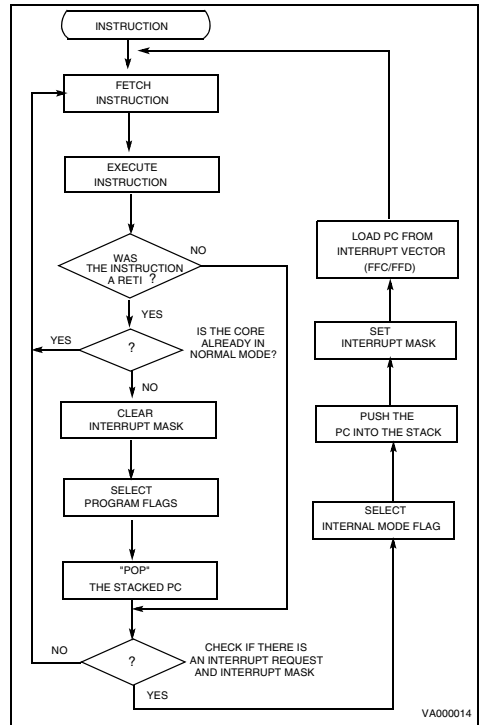 INSTRUCTION
FETCH
INSTRUCTION
EXECUTE
INSTRUCTION
WAS
THE INSTRUCTION
A RETI ?
NO
YES
?
YES
IS THE CORE
ALREADY IN
NORMAL MODE?
NO
CLEAR
INTERRUPT MASK
SELECT
PROGRAM FLAGS
"POP"
THE STACKED PC
?
NO
CHECK IF THERE IS
AN INTERRUPT REQUEST
AND INTERRUPT MASK
YES
SELECT
INTERNAL MODE FLAG
PUSH THE
PC INTO THE STACK
SET
INTERRUPT MASK
LOAD PC FROM
INTERRUPT VECTOR
(FFC/FFD)
VA000014